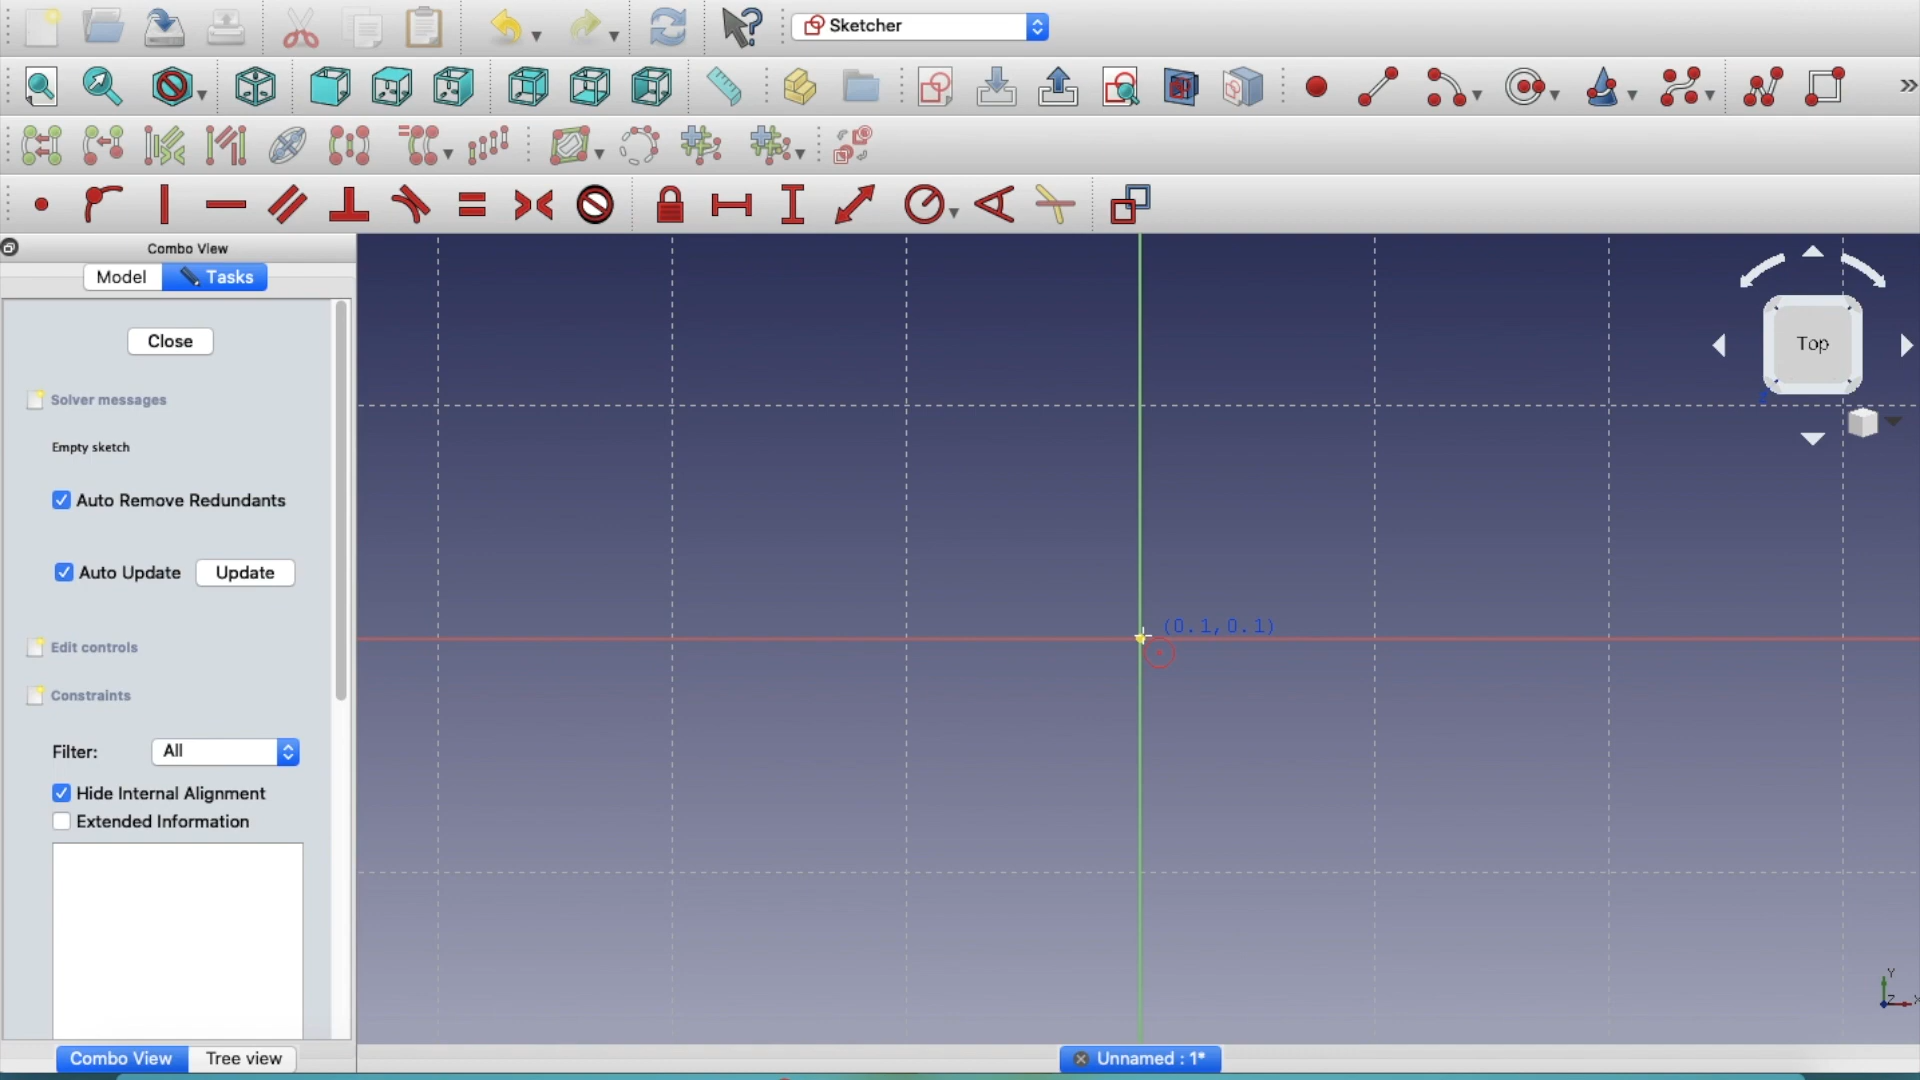 Sketcher
Combo View
Model
Tasks
Close
Solver messages
Empty sketch
Auto Remove Redundants
Auto Update
Update
Edit controls
Constraints
Filter:
All
Hide Internal Alignment
Extended Information
Combo View
Tree view
(0.1,0.1)
Top
Y
Z
X
Unnamed : 1*